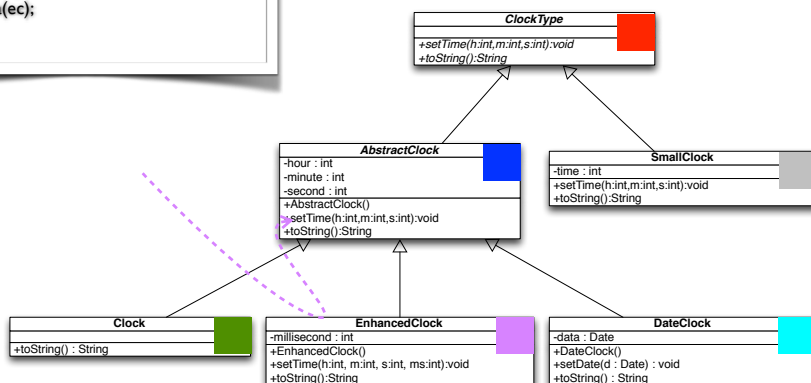 a(ec);
ClockType
+setTime(h:int,m:int,s:int):void
+toString():String
AbstractClock
-hour : int
-minute : int
-second : int
+AbstractClock()
setTime(h:int,m:int,s:int):void
+toString():String
SmallClock
-time : int
+setTime(h:int,m:int,s:int):void
+toString():String
Clock
+toString() : String
EnhancedClock
-millisecond : int
+EnhancedClock()
+setTime(h:int, m:int, s:int, ms:int):void
+toString():String
DateClock
-data : Date
+DateClock()
+setDate(d : Date) : void
+toString() : String